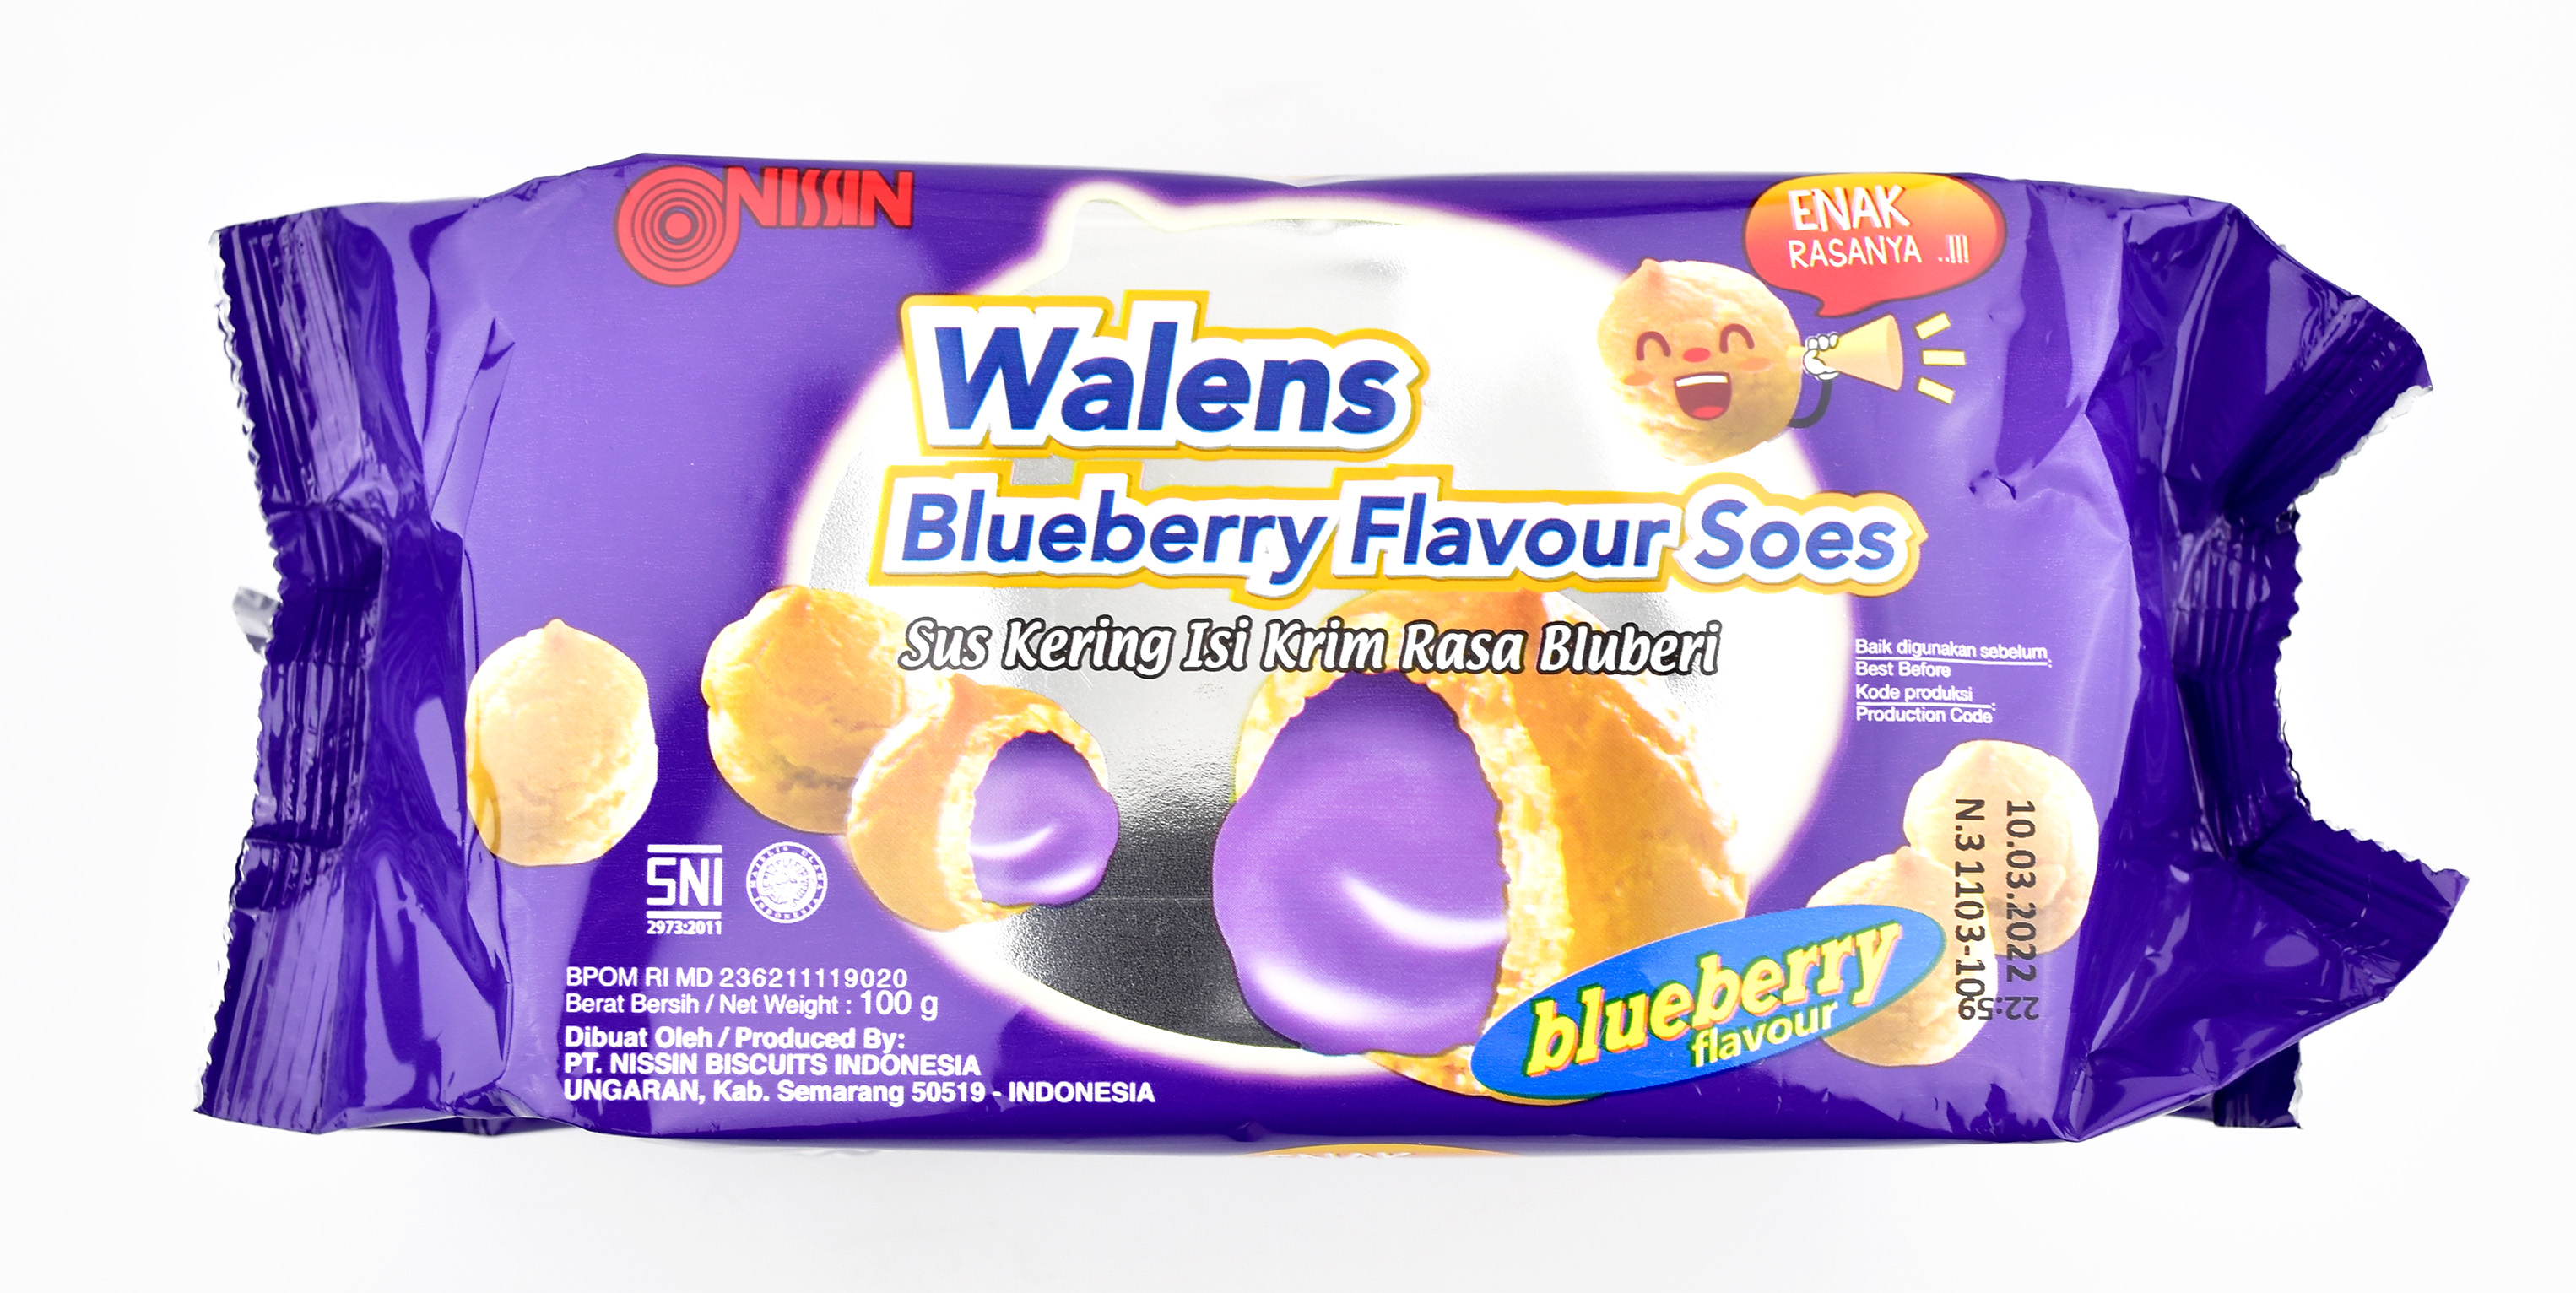 NISSIN
ENAK
RASANYA ..!!!
Walens
Blueberry Flavour Soes
Sus Kering Isi Krim Rasa Bluberi
Baik digunakan sebelum :
Best Before
Kode produksi :
Production Code
10.03.2022 22:59
N.3 1103-109
SNI
2973:2011
BPOM RI MD 236211119020
Berat Bersih / Net Weight : 100 g
Dibuat Oleh / Produced By:
PT. NISSIN BISCUITS INDONESIA
UNGARAN, Kab. Semarang 50519 - INDONESIA
blueberry
flavour